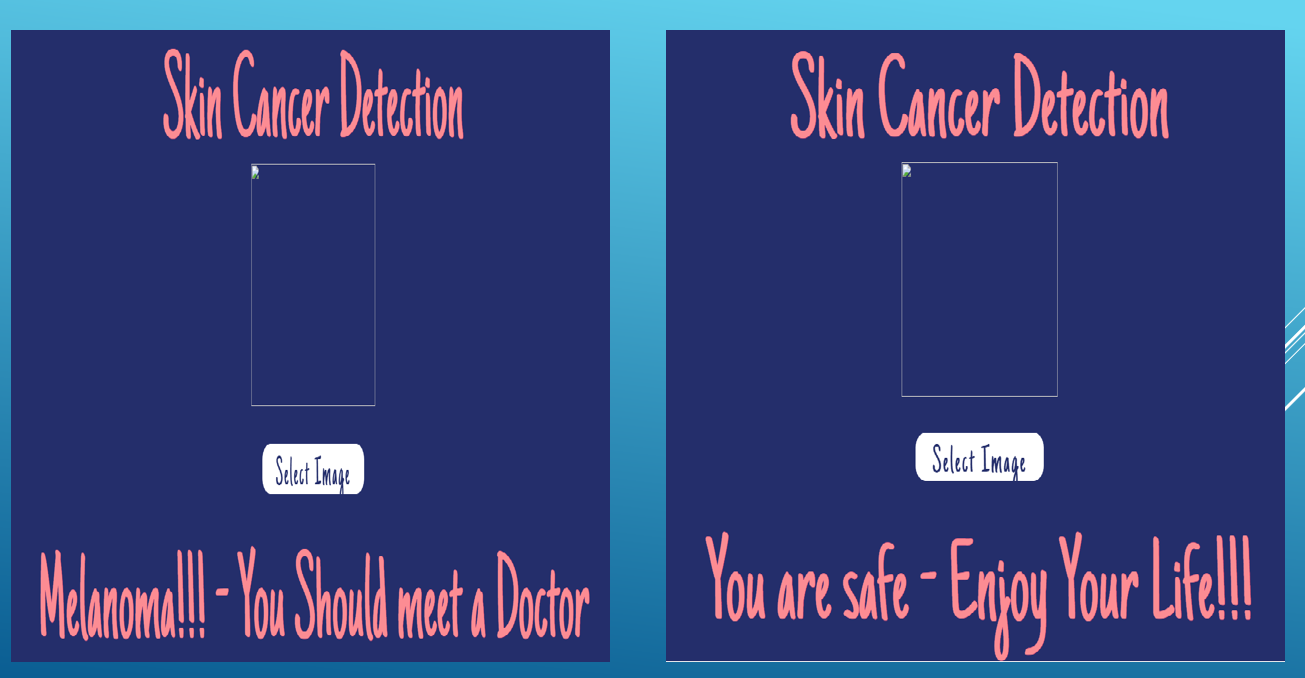 Skin Cancer Detection
Select Image
Melanoma!!! - You Should meet a Doctor
Skin Cancer Detection
Select Image
You are safe - Enjoy Your Life!!!